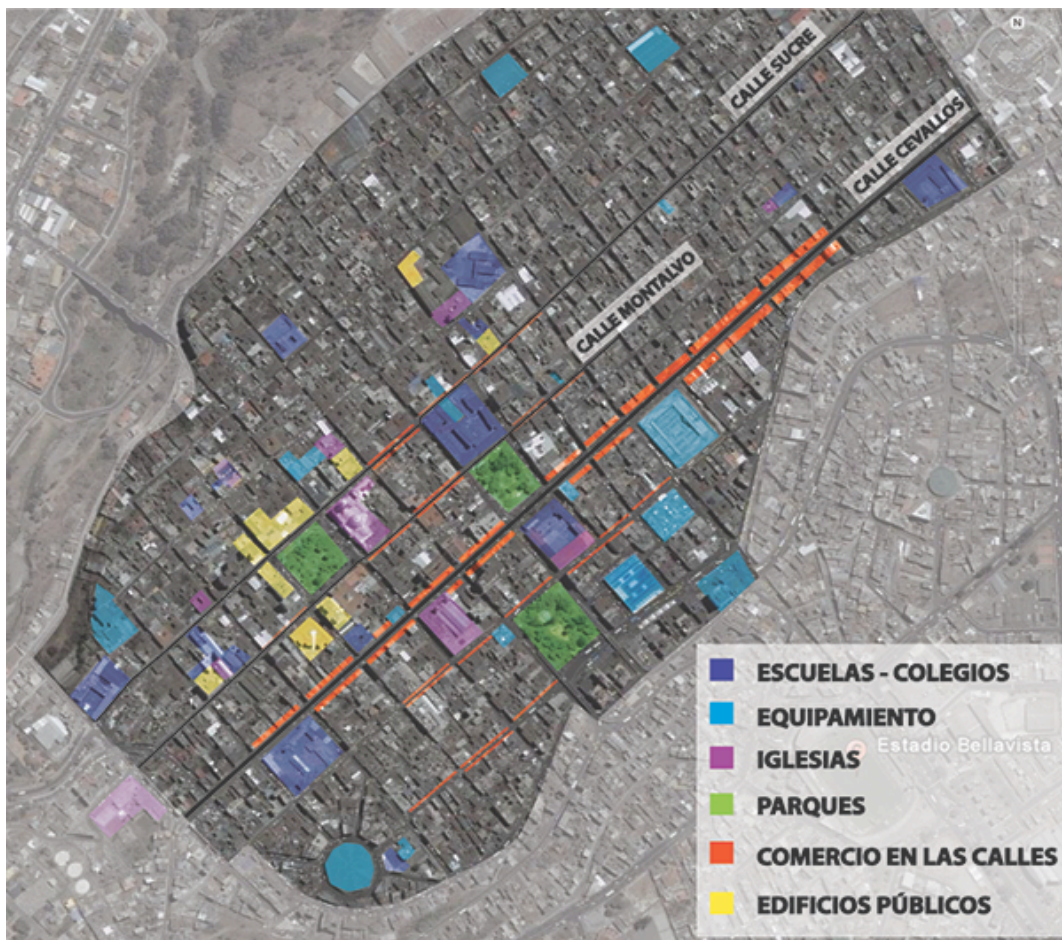 N
CALLE SUCRE
CALLE CEVALLOS
CALLE MONTALVO
ESCUELAS - COLEGIOS
EQUIPAMIENTO
Estadio Bellavista
IGLESIAS
PARQUES
COMERCIO EN LAS CALLES
EDIFICIOS PÚBLICOS